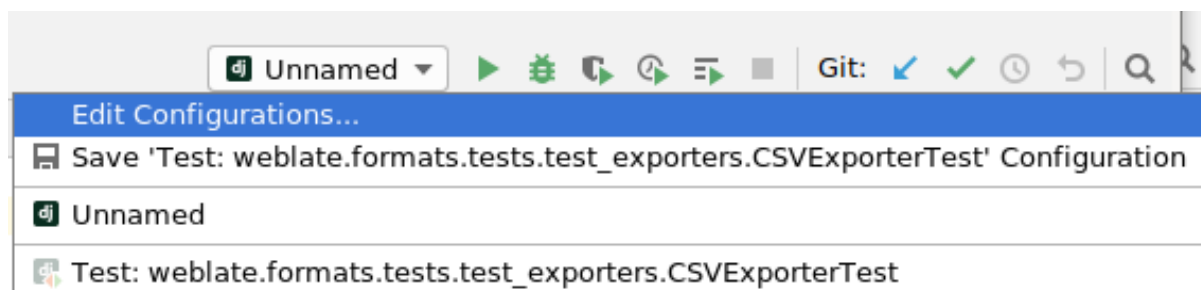 dj Unnamed Git:
Edit Configurations...
Save 'Test: weblate.formats.tests.test_exporters.CSVExporterTest' Configuration
dj Unnamed
Test: weblate.formats.tests.test_exporters.CSVExporterTest